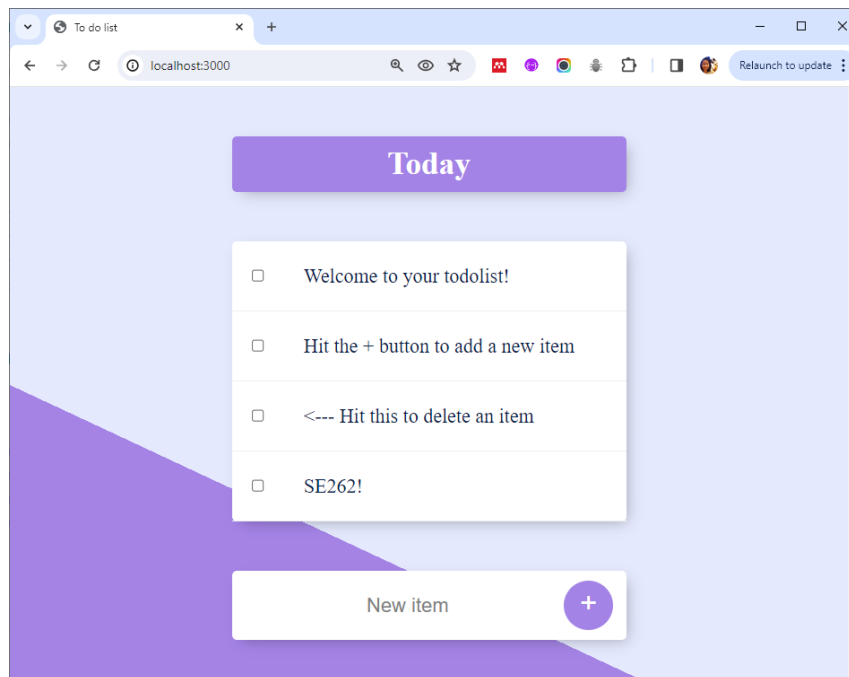 To do list
localhost:3000
Relaunch to update
Today
Welcome to your todolist!
Hit the + button to add a new item
<--- Hit this to delete an item
SE262!
New item
+